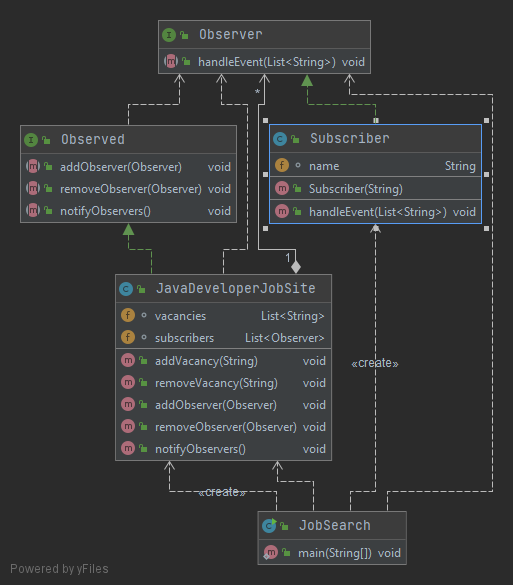 Observer
handleEvent(List<String>) void
*
Observed
addObserver(Observer) void
removeObserver(Observer) void
notifyObservers() void
Subscriber
name String
Subscriber(String)
handleEvent(List<String>) void
1
JavaDeveloperJobSite
vacancies List<String>
subscribers List<Observer>
addVacancy(String) void
removeVacancy(String) void
addObserver(Observer) void
removeObserver(Observer) void
notifyObservers() void
«create»
«create»
JobSearch
main(String[]) void
Powered by yFiles